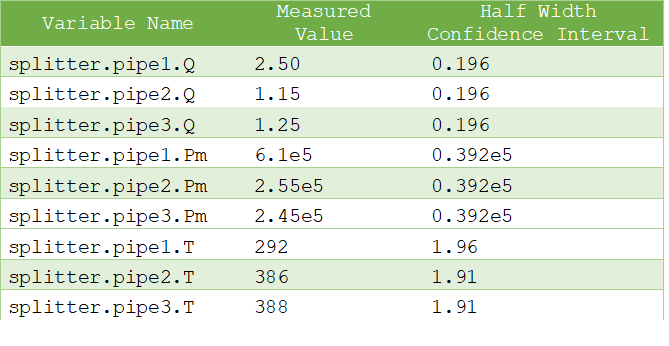 Variable Name Measured Value Half Width Confidence Interval
splitter.pipe1.Q 2.50 0.196
splitter.pipe2.Q 1.15 0.196
splitter.pipe3.Q 1.25 0.196
splitter.pipe1.Pm 6.1e5 0.392e5
splitter.pipe2.Pm 2.55e5 0.392e5
splitter.pipe3.Pm 2.45e5 0.392e5
splitter.pipe1.T 292 1.96
splitter.pipe2.T 386 1.91
splitter.pipe3.T 388 1.91